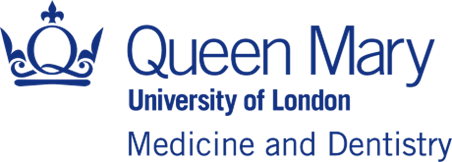 Queen Mary
University of London
Medicine and Dentistry